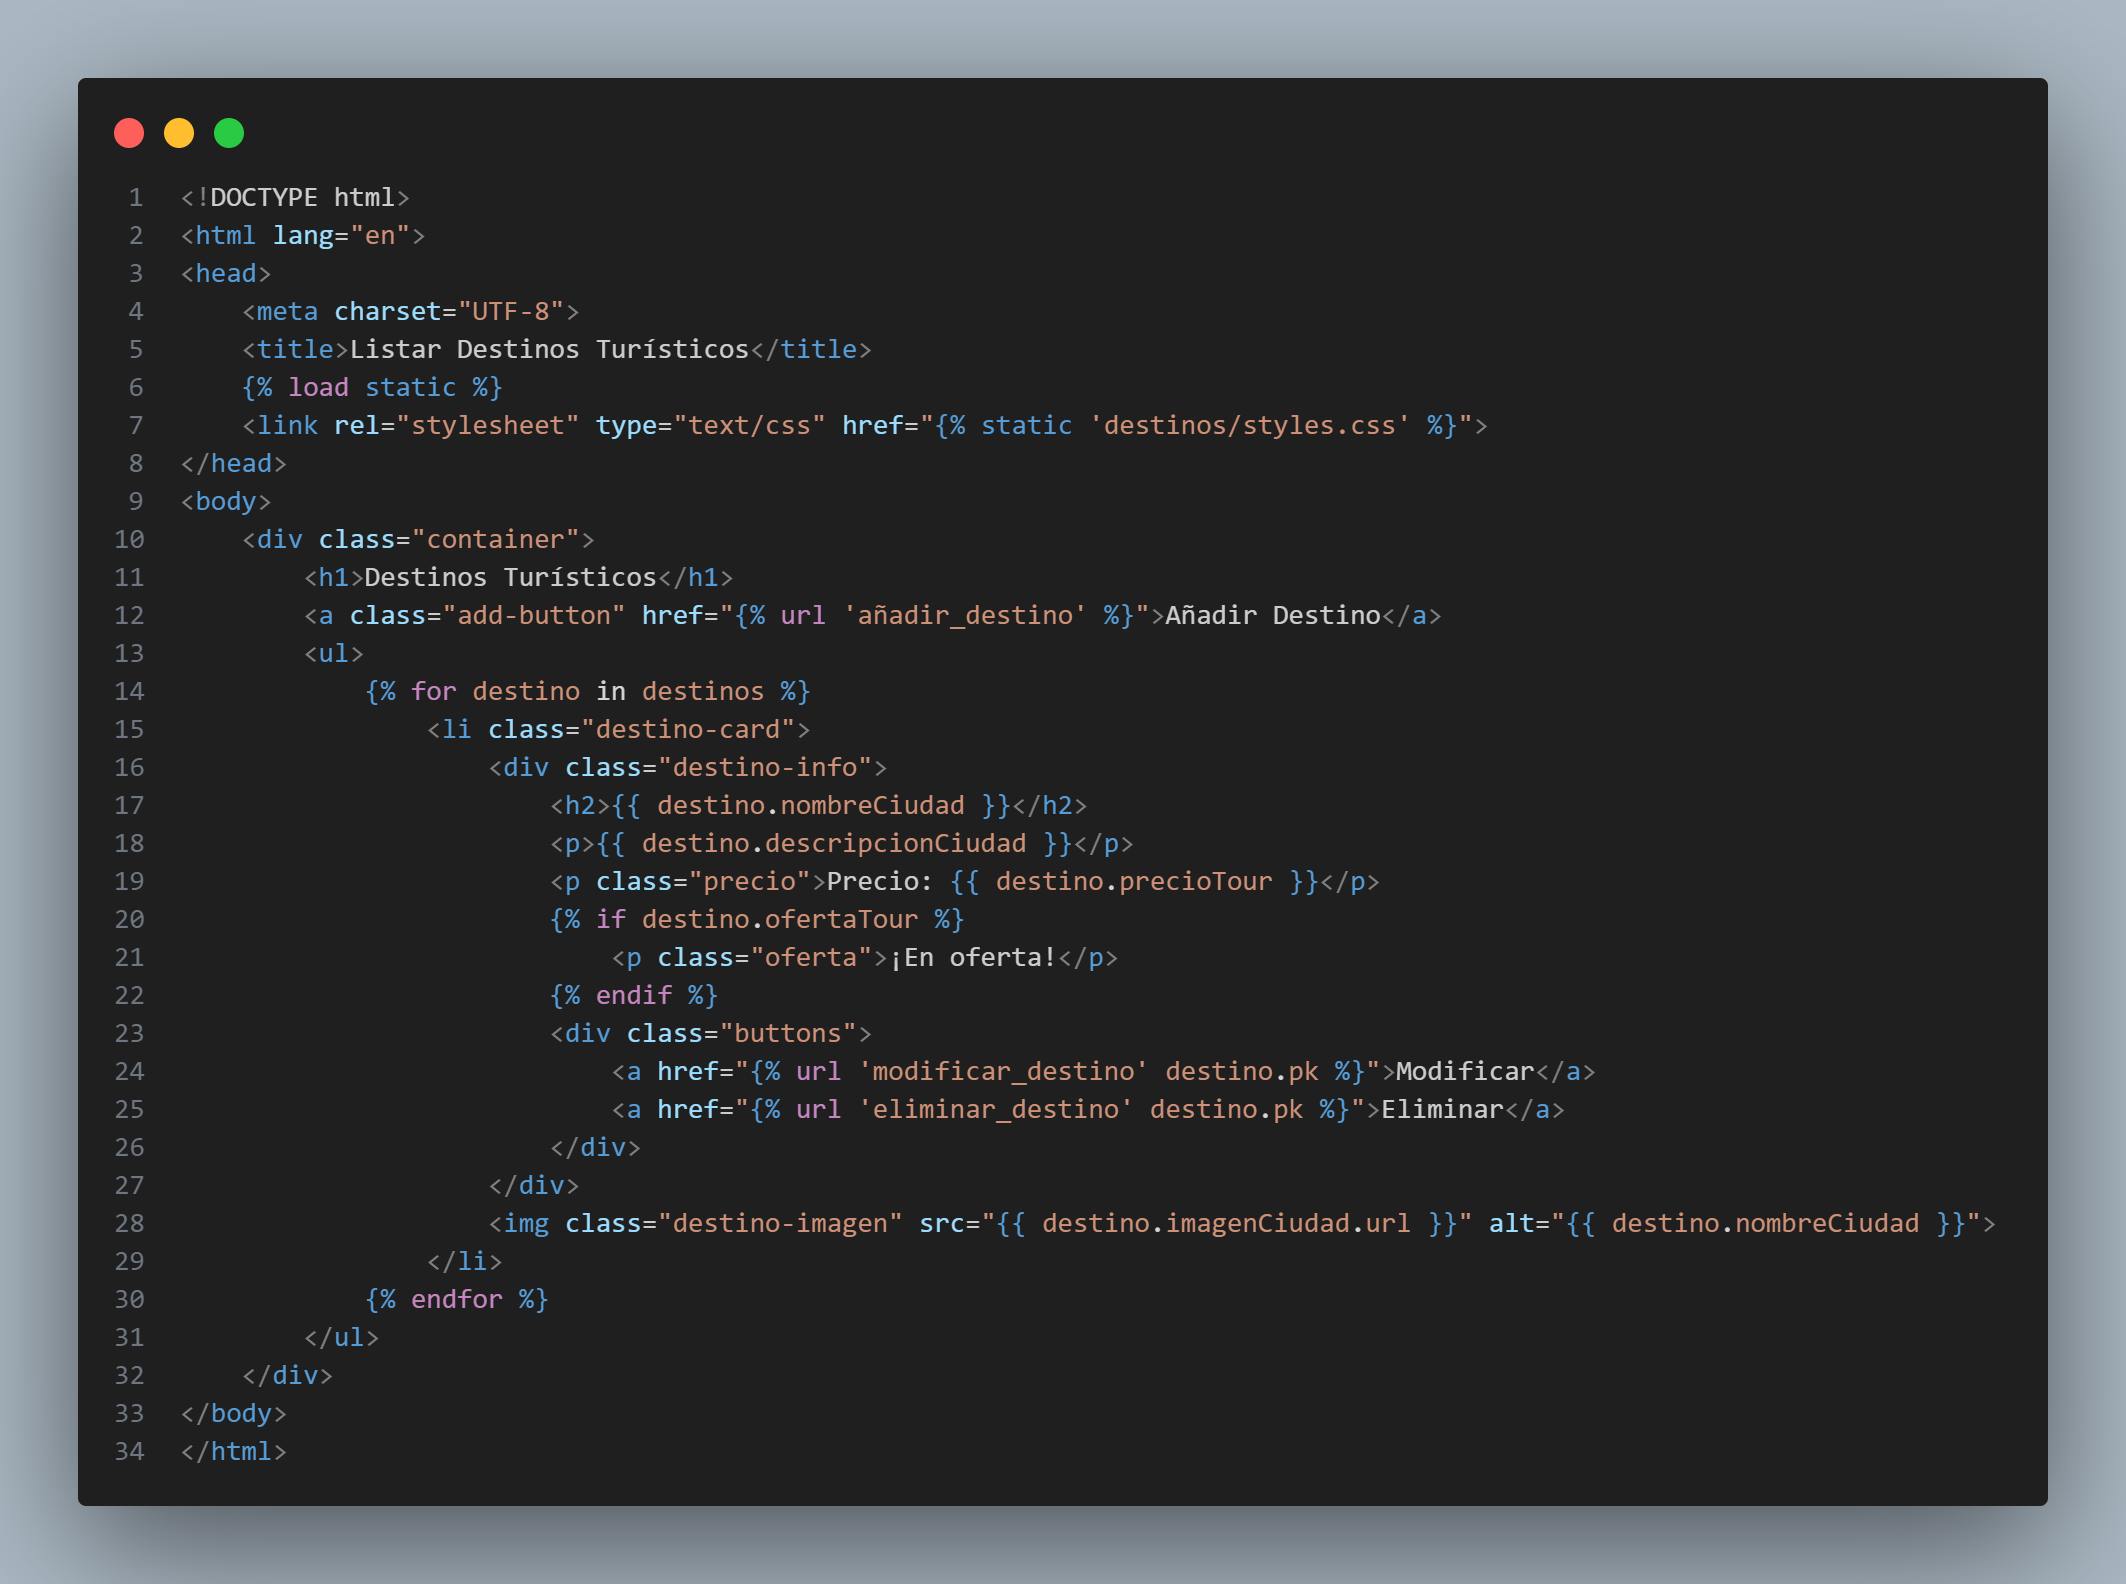 1 <!DOCTYPE html>
2 <html lang="en">
3 <head>
4     <meta charset="UTF-8">
5     <title>Listar Destinos Turísticos</title>
6     {% load static %}
7     <link rel="stylesheet" type="text/css" href="{% static 'destinos/styles.css' %}">
8 </head>
9 <body>
10     <div class="container">
11         <h1>Destinos Turísticos</h1>
12         <a class="add-button" href="{% url 'añadir_destino' %}">Añadir Destino</a>
13         <ul>
14             {% for destino in destinos %}
15                 <li class="destino-card">
16                     <div class="destino-info">
17                         <h2>{{ destino.nombreCiudad }}</h2>
18                         <p>{{ destino.descripcionCiudad }}</p>
19                         <p class="precio">Precio: {{ destino.precioTour }}</p>
20                         {% if destino.ofertaTour %}
21                             <p class="oferta">¡En oferta!</p>
22                         {% endif %}
23                         <div class="buttons">
24                             <a href="{% url 'modificar_destino' destino.pk %}">Modificar</a>
25                             <a href="{% url 'eliminar_destino' destino.pk %}">Eliminar</a>
26                         </div>
27                     </div>
28                     <img class="destino-imagen" src="{{ destino.imagenCiudad.url }}" alt="{{ destino.nombreCiudad }}">
29                 </li>
30             {% endfor %}
31         </ul>
32     </div>
33 </body>
34 </html>